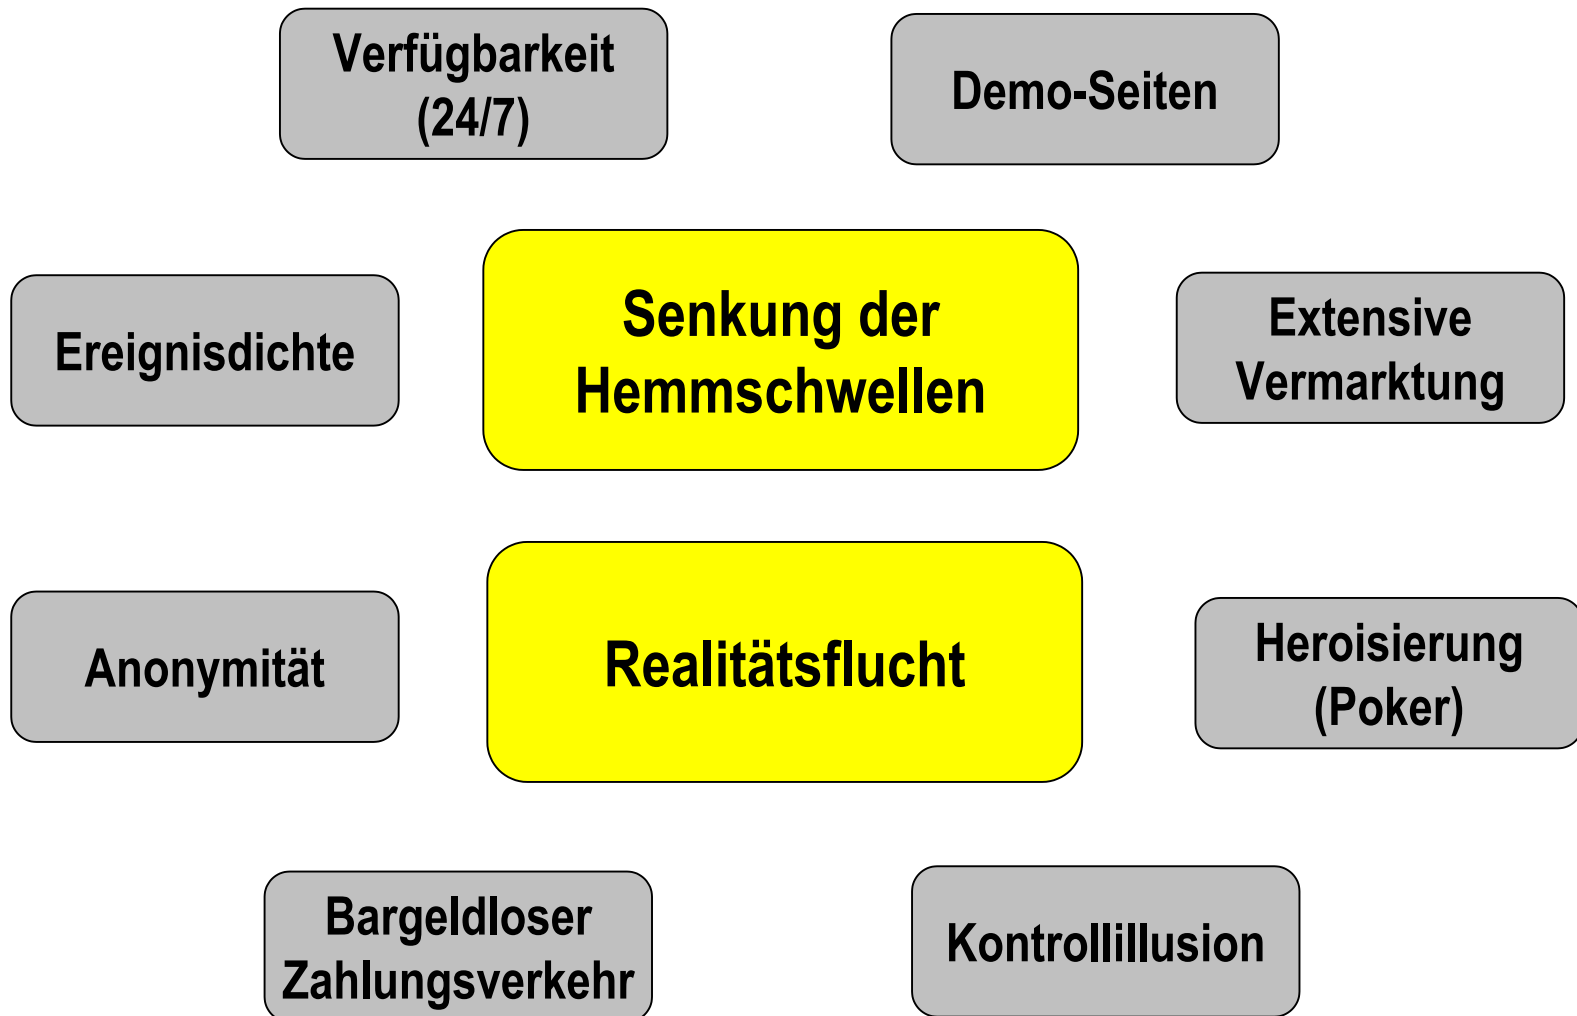 Verfügbarkeit
(24/7)
Demo-Seiten
Ereignisdichte
Senkung der
Hemmschwellen
Extensive
Vermarktung
Anonymität
Realitätsflucht
Heroisierung
(Poker)
Bargeldloser
Zahlungsverkehr
Kontrollillusion